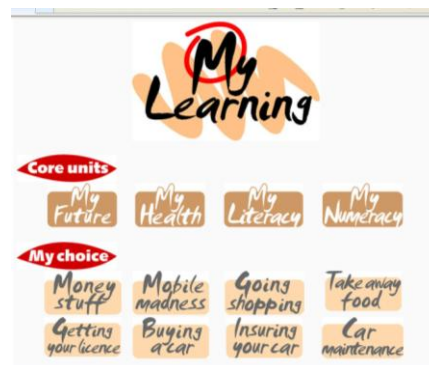 My
Learning
Core units
My Future
My Health
My Literacy
My Numeracy
My choice
Money stuff
Mobile madness
Going shopping
Take away food
Getting your licence
Buying a car
Insuring your car
Car maintenance